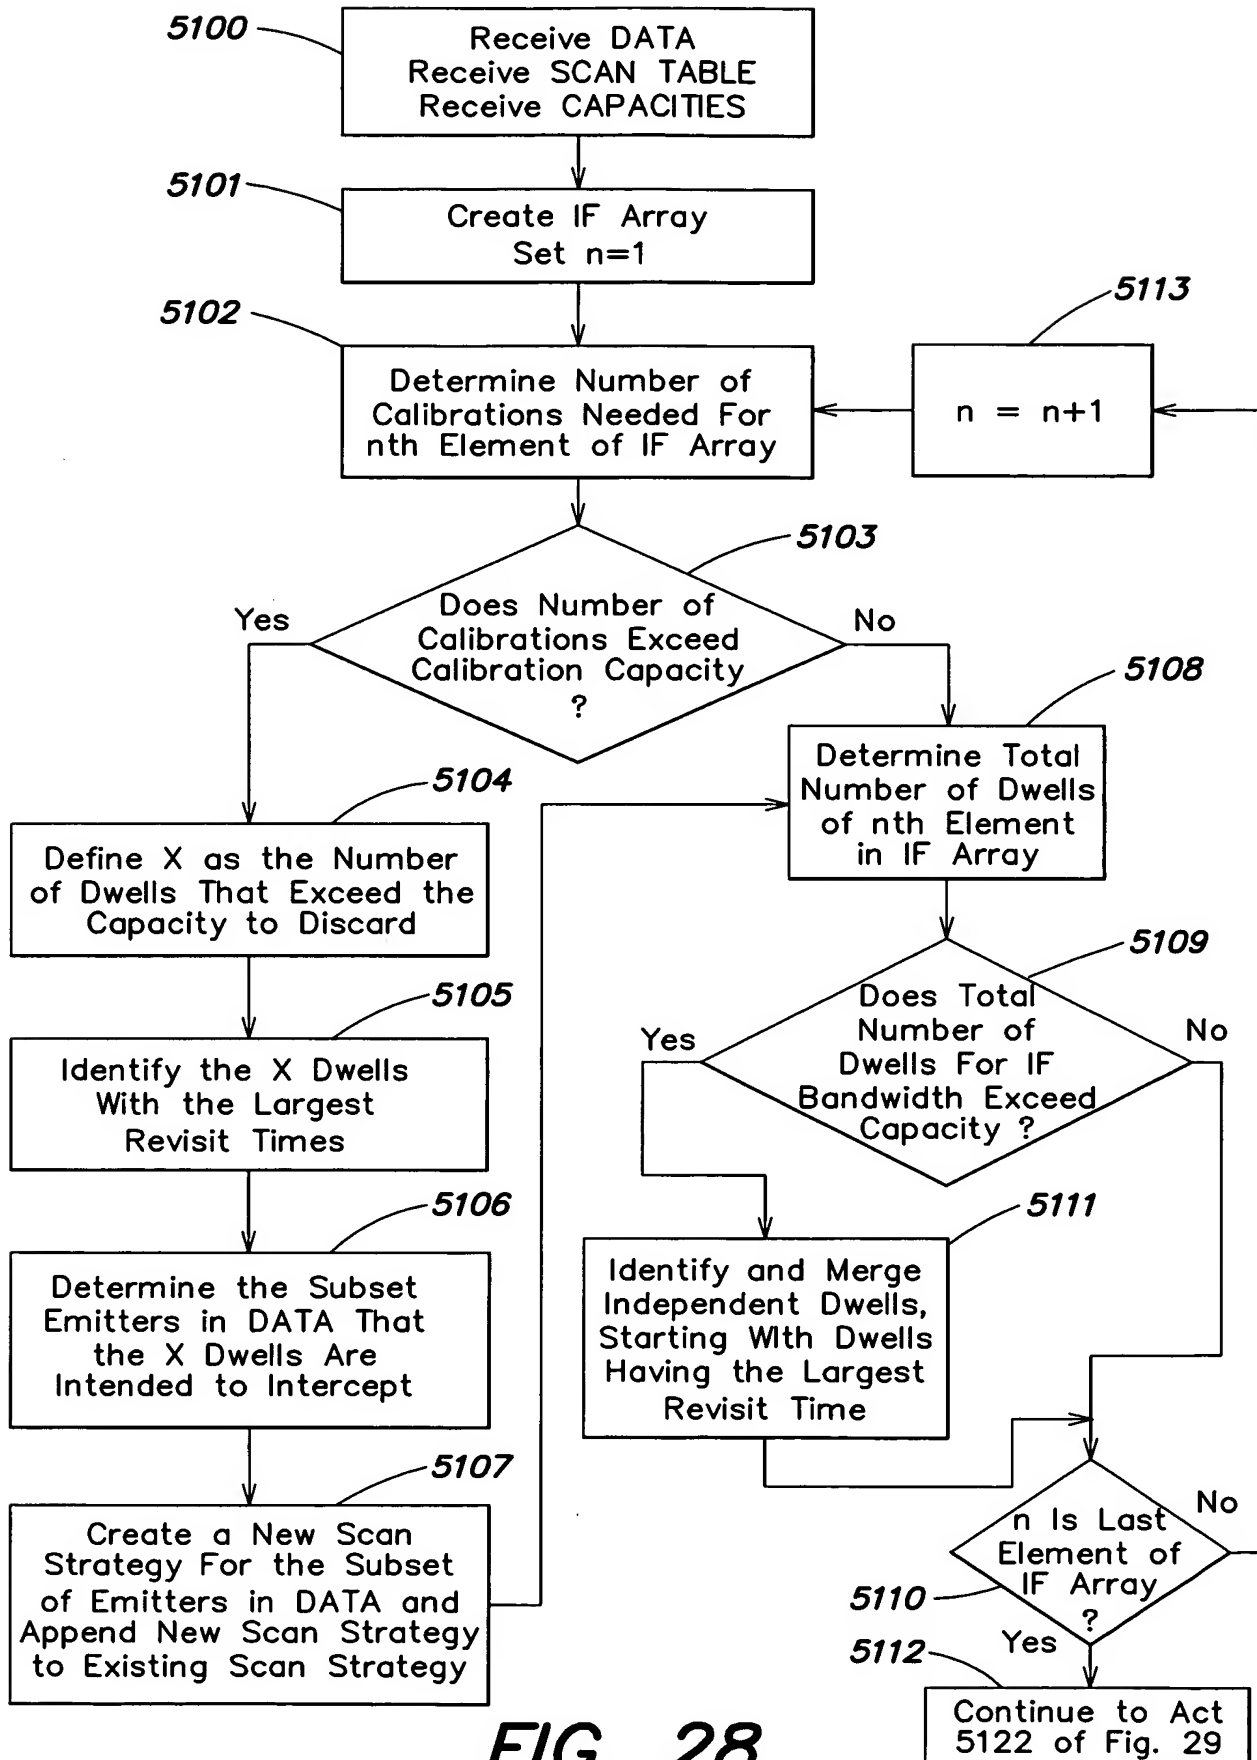 5100
Receive DATA
Receive SCAN TABLE
Receive CAPACITIES
5101
Create IF Array
Set n=1
5102
Determine Number of
Calibrations Needed For
nth Element of IF Array
5113
n = n+1
5103
Does Number of
Calibrations Exceed
Calibration Capacity
?
Yes
No
5104
Define X as the Number
of Dwells That Exceed the
Capacity to Discard
5105
Identify the X Dwells
With the Largest
Revisit Times
5106
Determine the Subset
Emitters in DATA That
the X Dwells Are
Intended to Intercept
5107
Create a New Scan
Strategy For the Subset
of Emitters in DATA and
Append New Scan Strategy
to Existing Scan Strategy
5108
Determine Total
Number of Dwells
of nth Element
in IF Array
5109
Does Total
Number of
Dwells For IF
Bandwidth Exceed
Capacity ?
Yes
No
5111
Identify and Merge
Independent Dwells,
Starting WIth Dwells
Having the Largest
Revisit Time
n Is Last
Element of
IF Array
?
No
5110
Yes
5112
Continue to Act
5122 of Fig. 29
FIG. 28